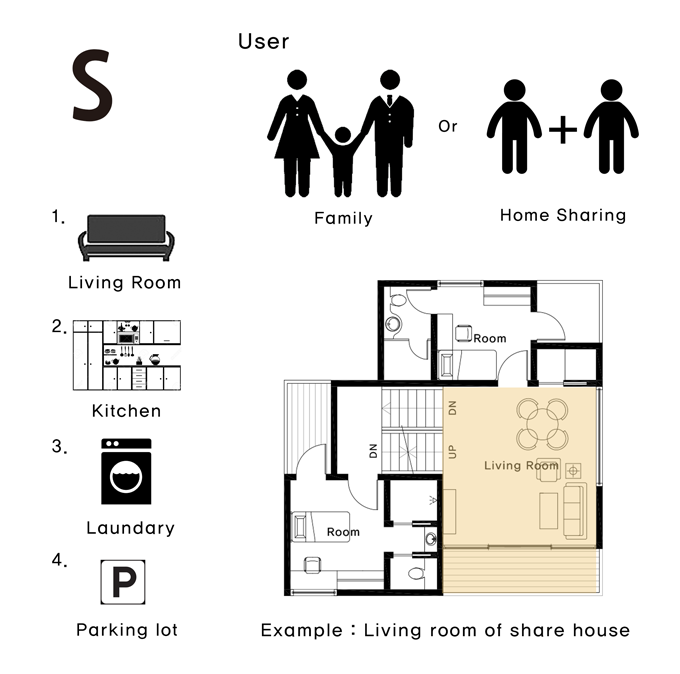 S
User
Family
Or
Home Sharing
1.
Living Room
2.
Kitchen
3.
Laundary
4.
P
Parking lot
Room
DN
UP
DN
Living Room
Room
Example : Living room of share house